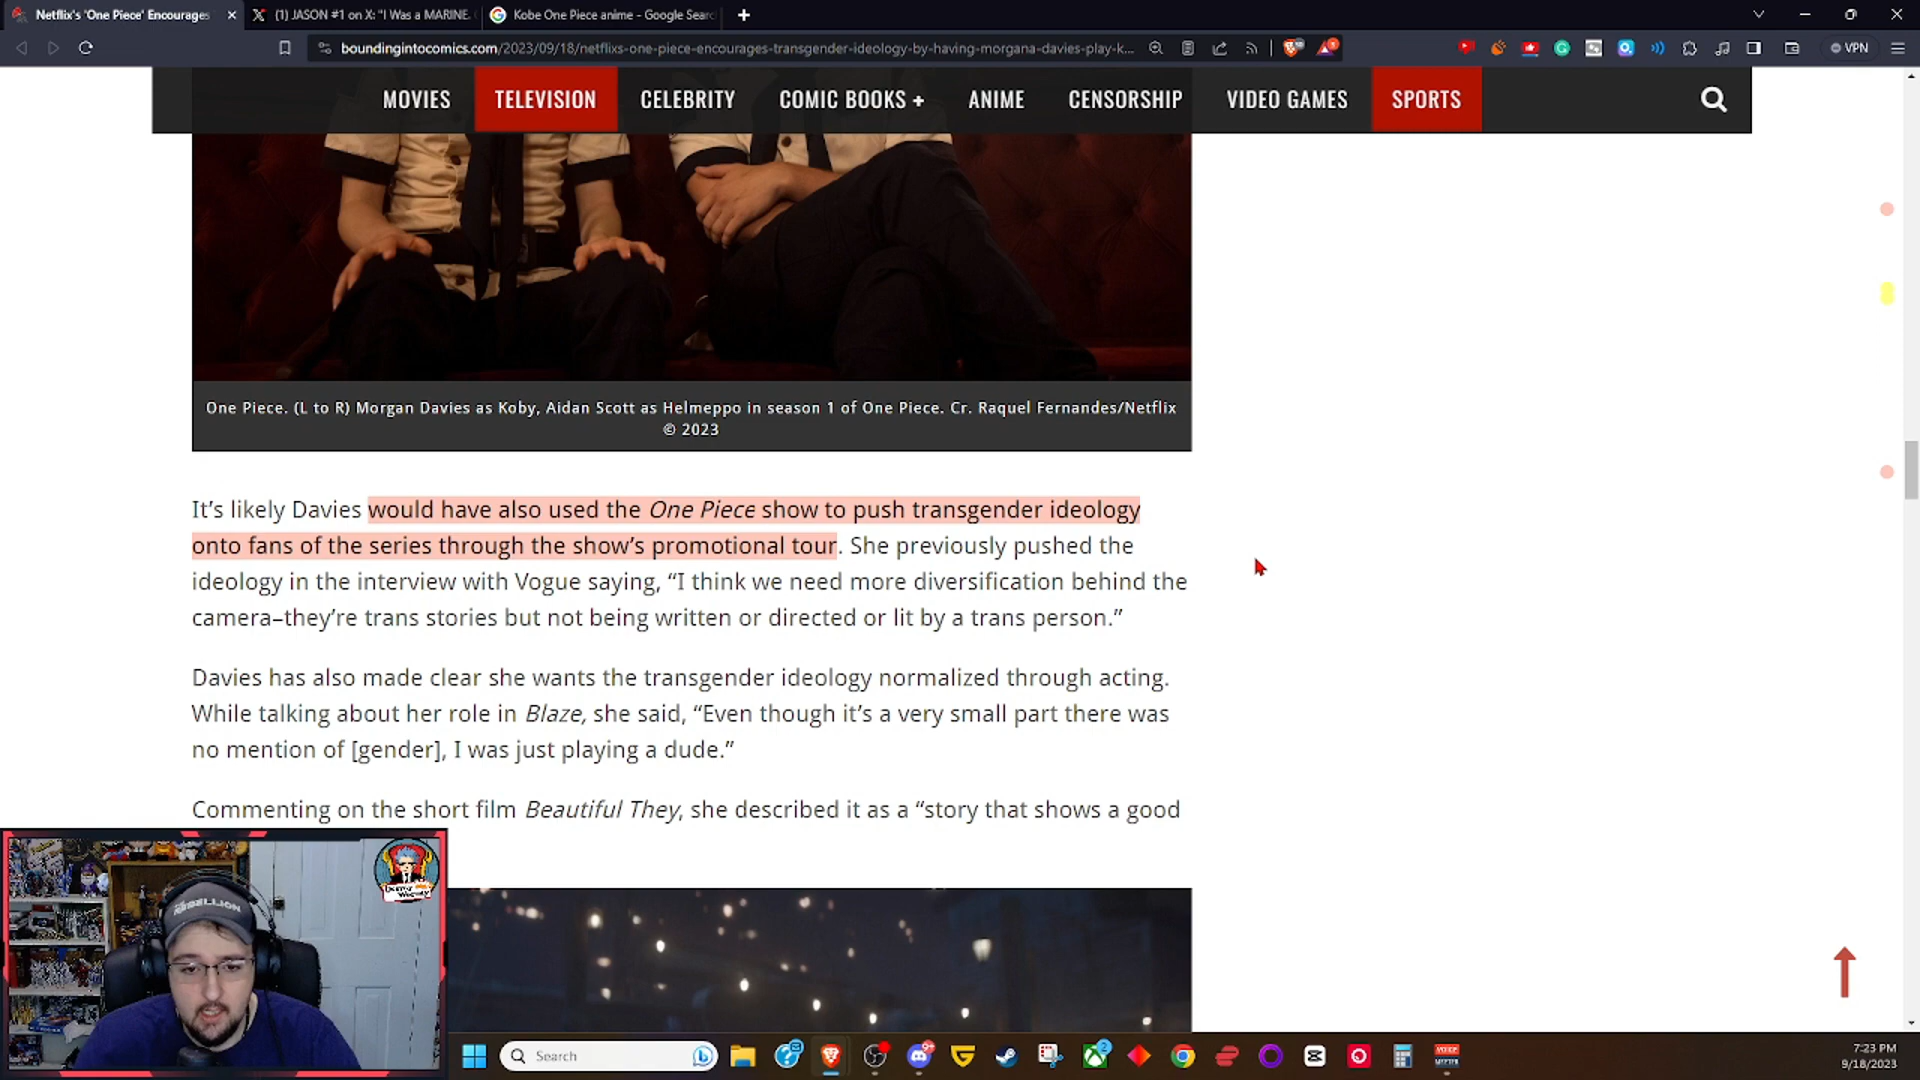 Netflix's 'One Piece' Encourages
(1) JASON #1 on X: "I Was a MARINE.
Kobe One Piece anime - Google Searc
boundingintocomics.com/2023/09/18/netflixs-one-piece-encourages-transgender-ideology-by-having-morgana-davies-play-k...
VPN
MOVIES
TELEVISION
CELEBRITY
COMIC BOOKS +
ANIME
CENSORSHIP
VIDEO GAMES
SPORTS
One Piece. (L to R) Morgan Davies as Koby, Aidan Scott as Helmeppo in season 1 of One Piece. Cr. Raquel Fernandes/Netflix
© 2023
It’s likely Davies would have also used the One Piece show to push transgender ideology
onto fans of the series through the show’s promotional tour. She previously pushed the
ideology in the interview with Vogue saying, “I think we need more diversification behind the
camera–they’re trans stories but not being written or directed or lit by a trans person.”
Davies has also made clear she wants the transgender ideology normalized through acting.
While talking about her role in Blaze, she said, “Even though it’s a very small part there was
no mention of [gender], I was just playing a dude.”
Commenting on the short film Beautiful They, she described it as a “story that shows a good
REBELLION
Search
7:23 PM
9/18/2023